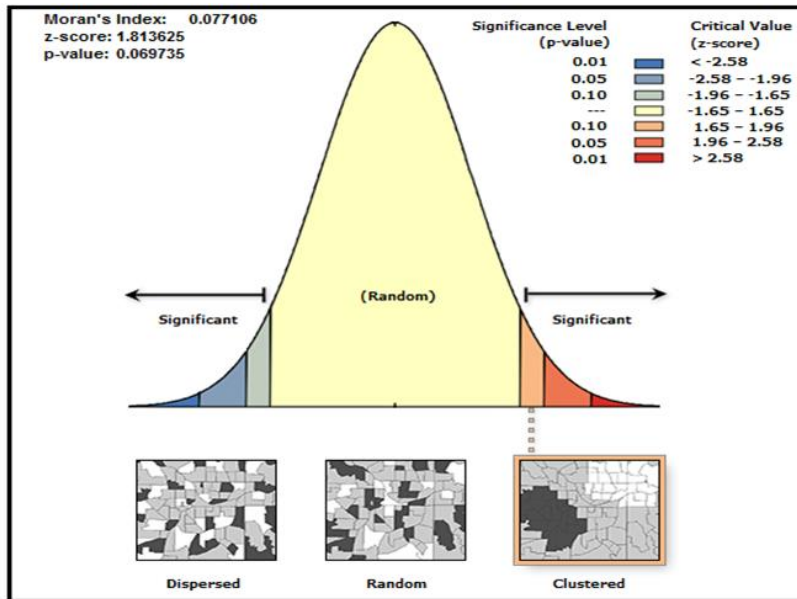 Moran's Index: 0.077106
z-score: 1.813625
p-value: 0.069735
Significance Level
(p-value)
Critical Value
(z-score)
0.01 < -2.58
0.05 -2.58 – -1.96
0.10 -1.96 – -1.65
--- -1.65 – 1.65
0.10 1.65 – 1.96
0.05 1.96 – 2.58
0.01 > 2.58
(Random)
Significant
Significant
Dispersed
Random
Clustered